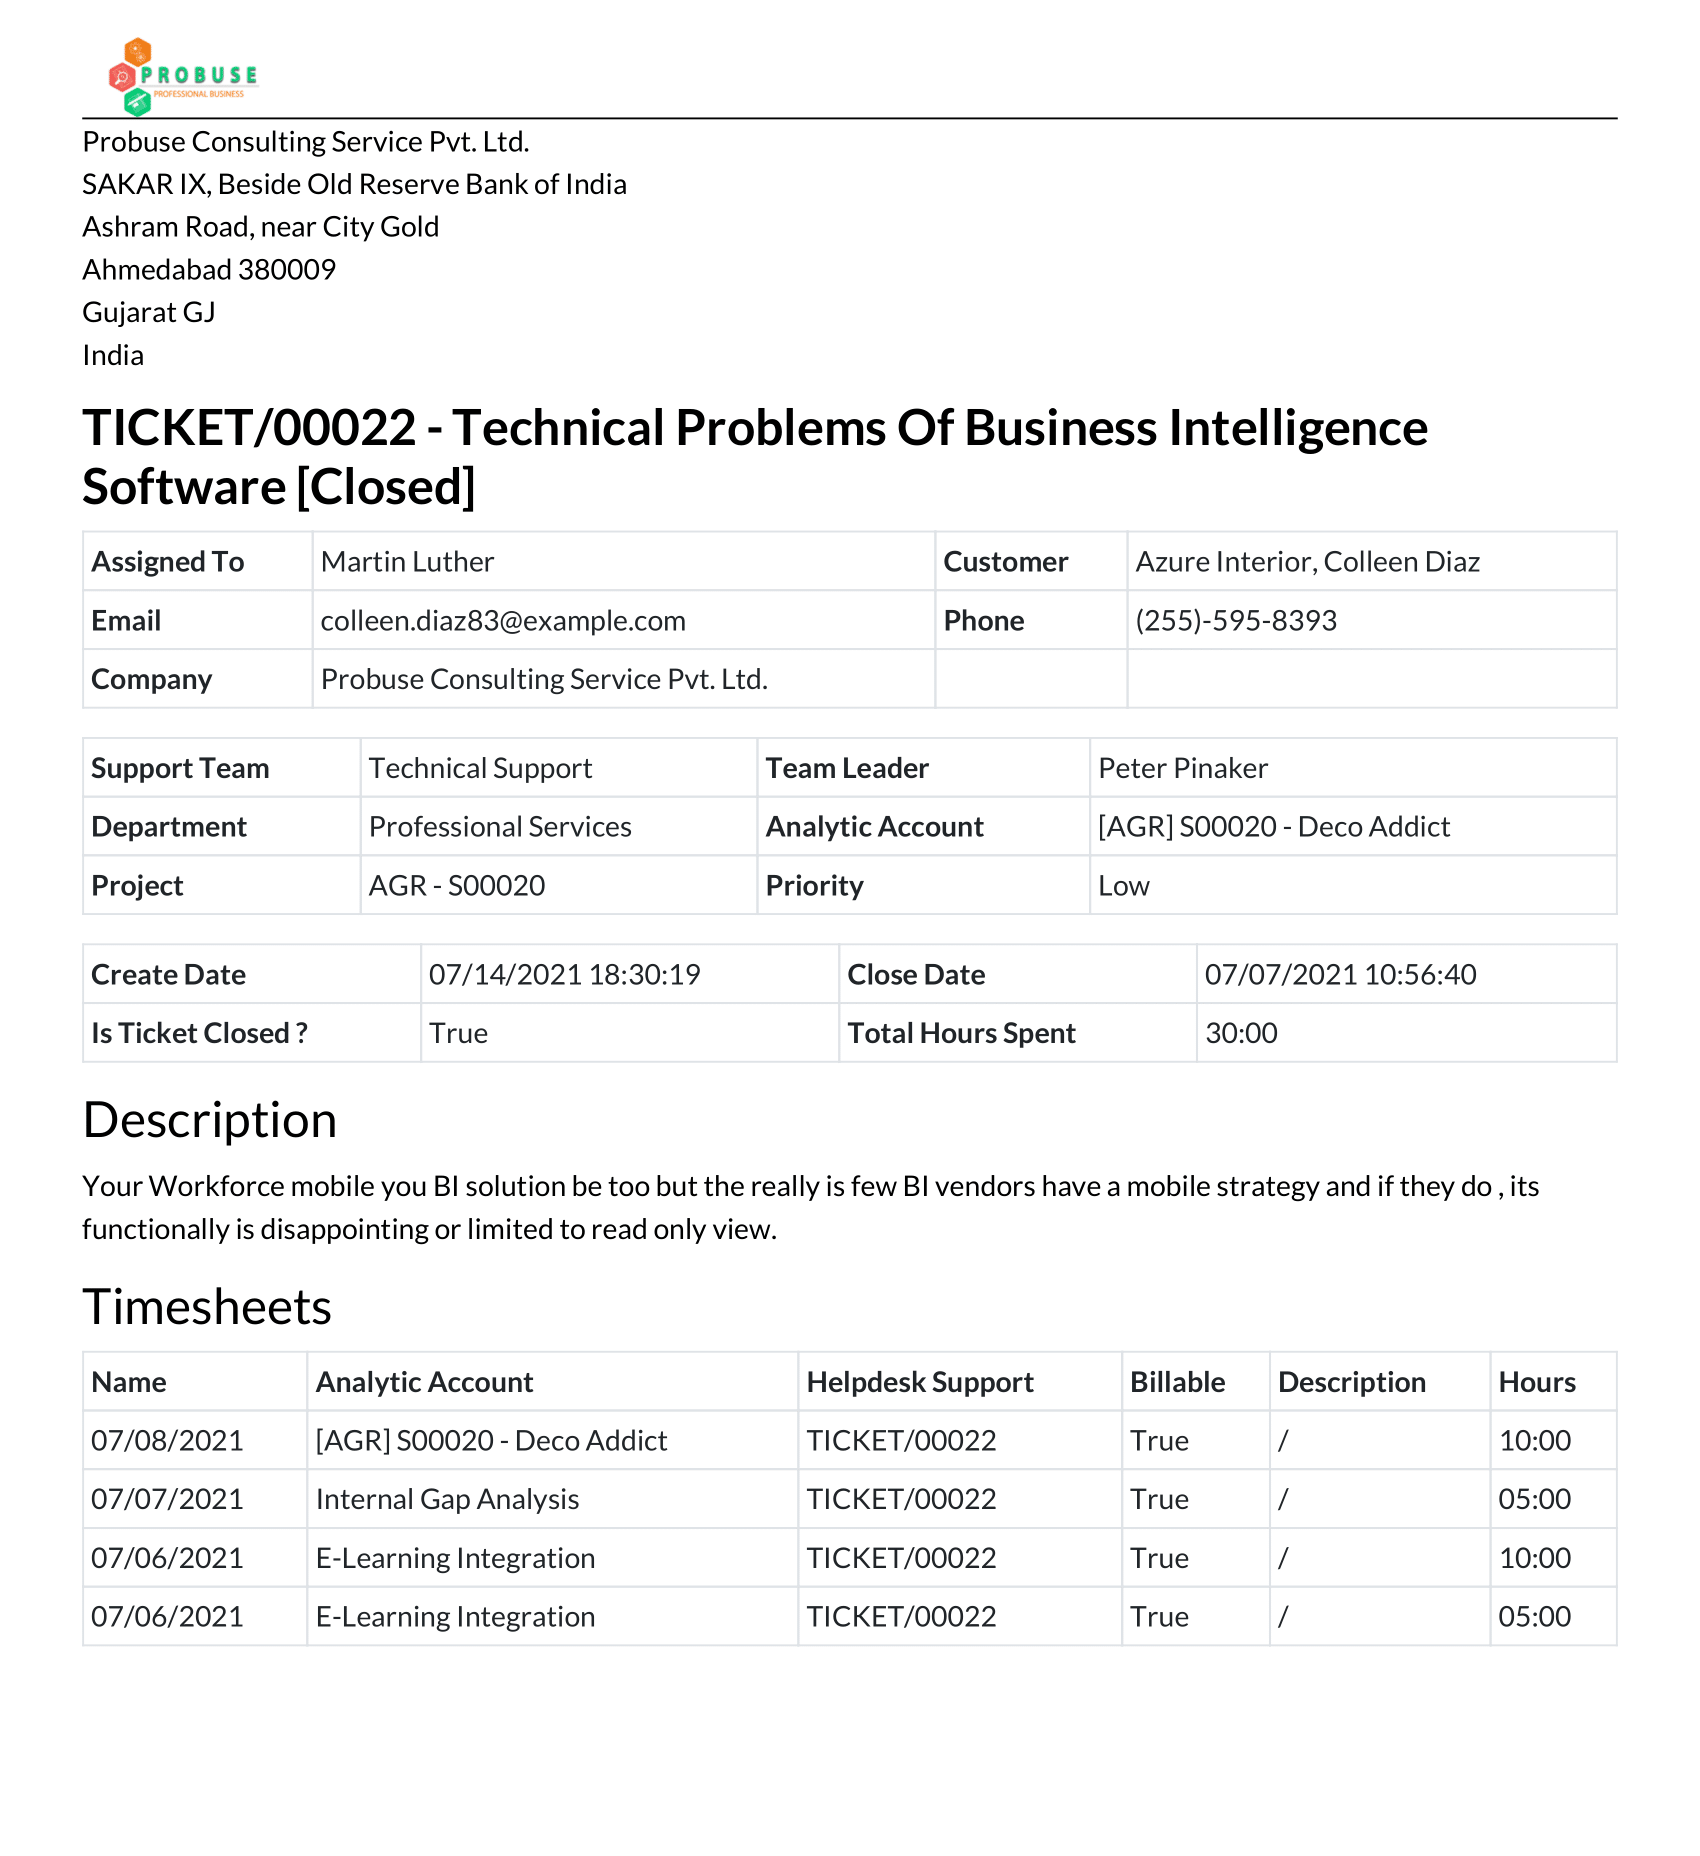 PROBUSE
PROFESSIONAL BUSINESS
Probuse Consulting Service Pvt. Ltd.
SAKAR IX, Beside Old Reserve Bank of India
Ashram Road, near City Gold
Ahmedabad 380009
Gujarat GJ
India
TICKET/00022 - Technical Problems Of Business Intelligence
Software [Closed]
Assigned To Martin Luther Customer Azure Interior, Colleen Diaz
Email colleen.diaz83@example.com Phone (255)-595-8393
Company Probuse Consulting Service Pvt. Ltd.
Support Team Technical Support Team Leader Peter Pinaker
Department Professional Services Analytic Account [AGR] S00020 - Deco Addict
Project AGR - S00020 Priority Low
Create Date 07/14/2021 18:30:19 Close Date 07/07/2021 10:56:40
Is Ticket Closed ? True Total Hours Spent 30:00
Description
Your Workforce mobile you BI solution be too but the really is few BI vendors have a mobile strategy and if they do , its
functionally is disappointing or limited to read only view.
Timesheets
Name Analytic Account Helpdesk Support Billable Description Hours
07/08/2021 [AGR] S00020 - Deco Addict TICKET/00022 True / 10:00
07/07/2021 Internal Gap Analysis TICKET/00022 True / 05:00
07/06/2021 E-Learning Integration TICKET/00022 True / 10:00
07/06/2021 E-Learning Integration TICKET/00022 True / 05:00